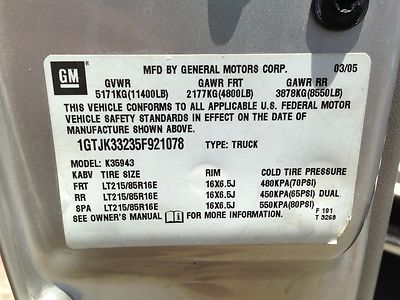 GM
MFD BY GENERAL MOTORS CORP. 03/05
GVWR GAWR FRT GAWR RR
5171KG(11400LB) 2177KG(4800LB) 3878KG(8550LB)
THIS VEHICLE CONFORMS TO ALL APPLICABLE U.S. FEDERAL MOTOR
VEHICLE SAFETY STANDARDS IN EFFECT ON THE DATE OF
MANUFACTURE SHOWN ABOVE.
1GTJK33235F921078 TYPE: TRUCK
MODEL: K35943
KABV TIRE SIZE RIM COLD TIRE PRESSURE
FRT LT215/85R16E 16X6.5J 480KPA(70PSI)
RR LT215/85R16E 16X6.5J 450KPA(65PSI) DUAL
SPA LT215/85R16E 16X6.5J 550KPA(80PSI)
SEE OWNER'S MANUAL FOR MORE INFORMATION. F 191
T 3268